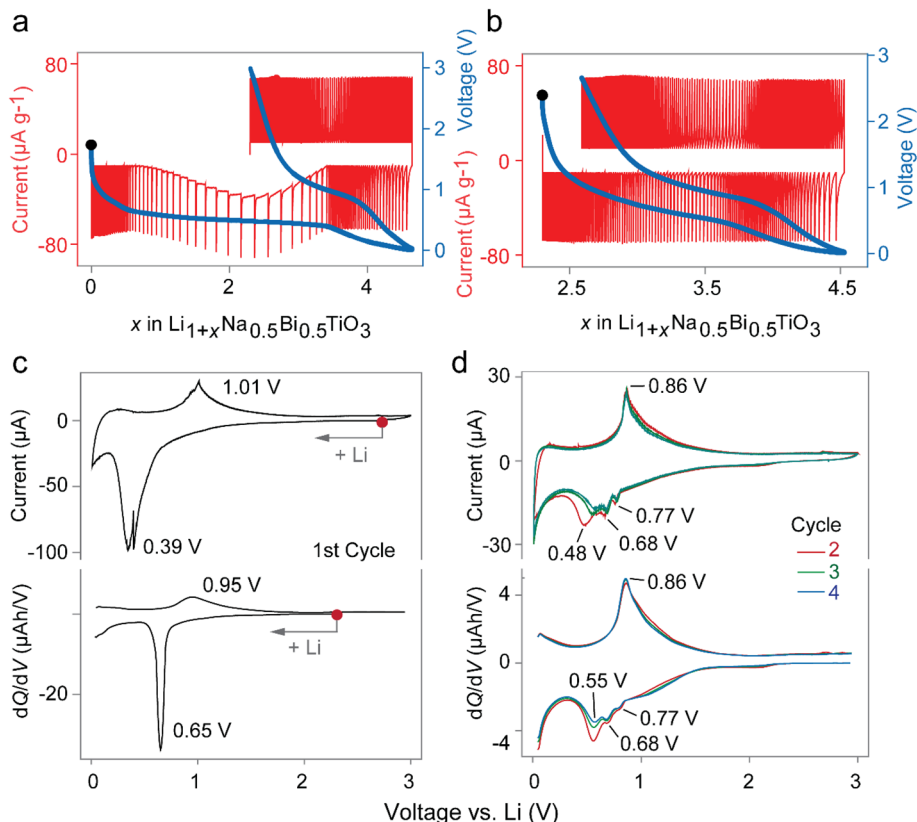 a
b
Current (µA g-1)
80
0
-80
Voltage (V)
3
2
1
0
0
2
4
x in Li1+xNa0.5Bi0.5TiO3
Current (µA g-1)
80
0
-80
Voltage (V)
3
2
1
0
2.5
3.5
4.5
x in Li1+xNa0.5Bi0.5TiO3
c
Current (µA)
0
-50
-100
1.01 V
+ Li
0.39 V
1st Cycle
dQ/dV (µAh/V)
-20
0.95 V
+ Li
0.65 V
0
1
2
3
d
Current (µA)
30
0
-30
0.86 V
0.77 V
0.68 V
0.48 V
Cycle
2
3
4
dQ/dV (µAh/V)
4
0
-4
0.86 V
0.55 V
0.77 V
0.68 V
0
1
2
3
Voltage vs. Li (V)